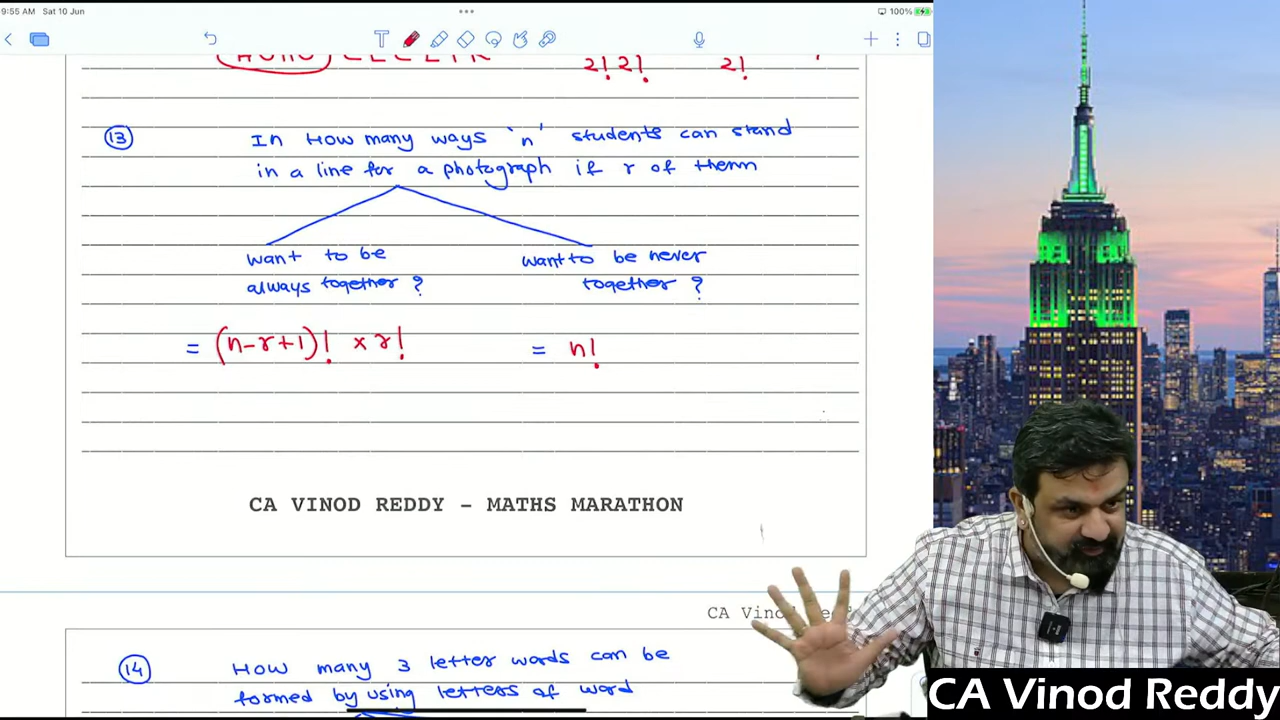 9:55 AM Sat 10 Jun
100%
T
2! 2! 2!
13 In How many ways 'n' students can stand
in a line for a photograph if r of them
want to be
always together ?
want to be never
together ?
= (n-r+1)! × r!
= n!
CA VINOD REDDY - MATHS MARATHON
CA Vinod
14 How many 3 letter words can be
formed by using letters of word
CA Vinod Reddy